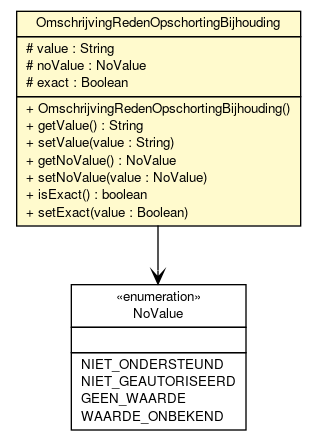 OmschrijvingRedenOpschortingBijhouding
# value : String
# noValue : NoValue
# exact : Boolean
+ OmschrijvingRedenOpschortingBijhouding()
+ getValue() : String
+ setValue(value : String)
+ getNoValue() : NoValue
+ setNoValue(value : NoValue)
+ isExact() : boolean
+ setExact(value : Boolean)
«enumeration»
NoValue
NIET_ONDERSTEUND
NIET_GEAUTORISEERD
GEEN_WAARDE
WAARDE_ONBEKEND